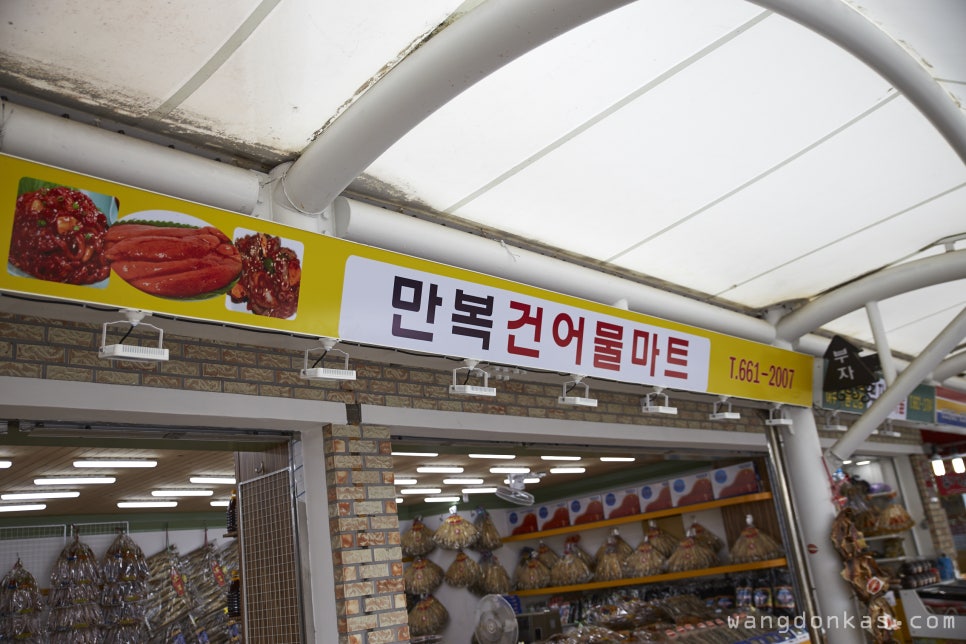 만복건어물마트
T.661-2007
부
자
wangdonkas.com